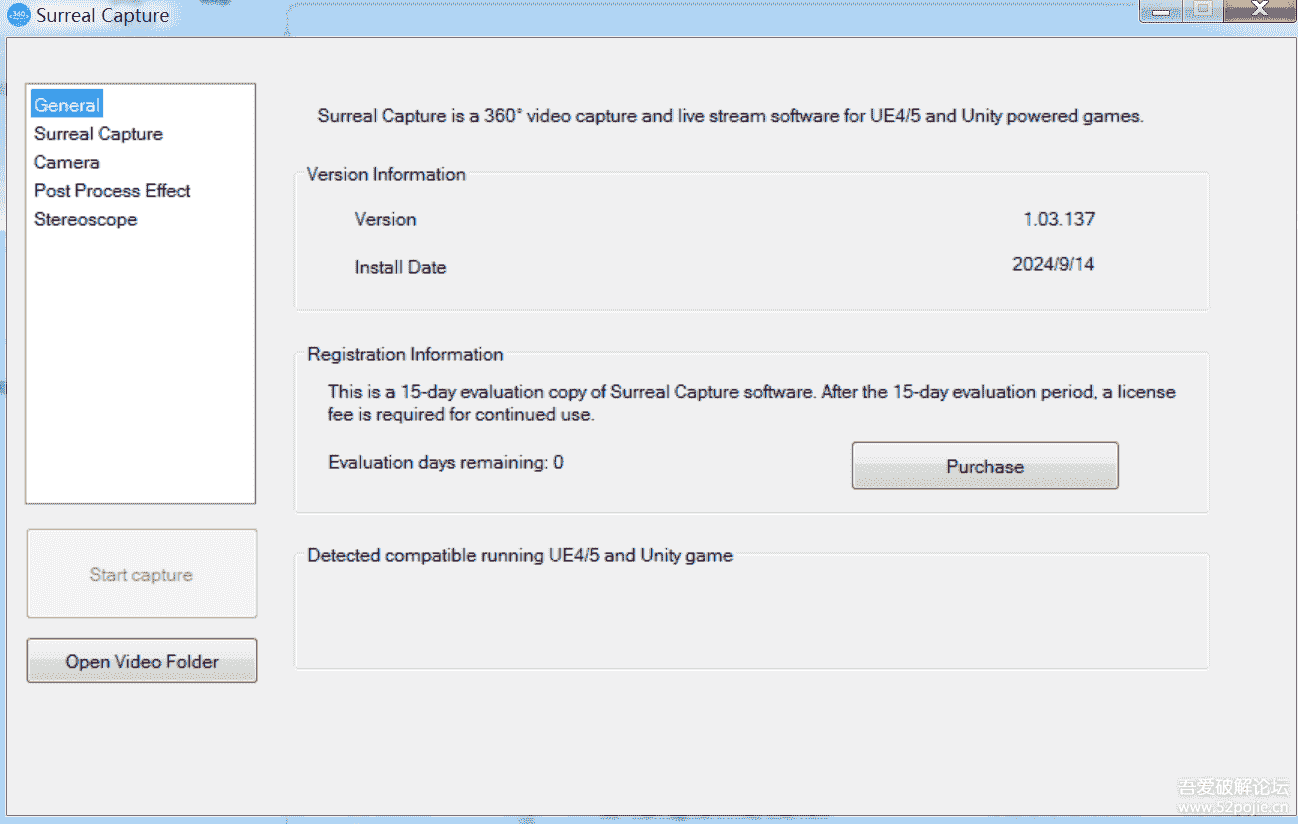 360
Surreal Capture
General
Surreal Capture
Camera
Post Process Effect
Stereoscope
Start capture
Open Video Folder
Surreal Capture is a 360° video capture and live stream software for UE4/5 and Unity powered games.
Version Information
Version 1.03.137
Install Date 2024/9/14
Registration Information
This is a 15-day evaluation copy of Surreal Capture software. After the 15-day evaluation period, a license
fee is required for continued use.
Evaluation days remaining: 0
Purchase
Detected compatible running UE4/5 and Unity game
吾爱破解论坛
www.52pojie.cn